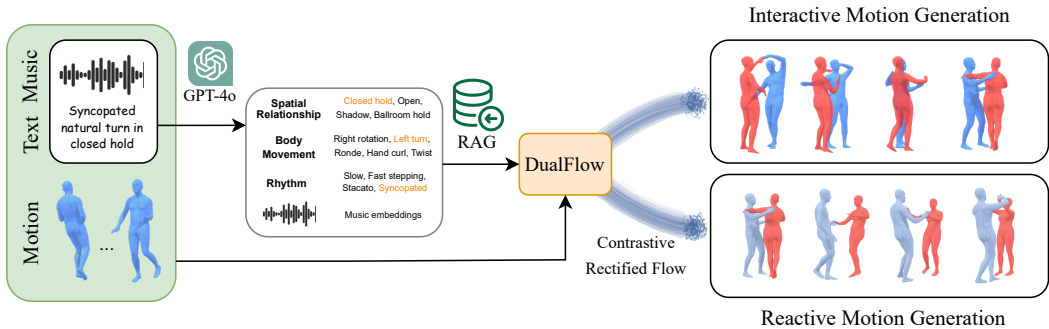 Interactive Motion Generation
Music
Text
Motion
Syncopated
natural turn in
closed hold
...
GPT-4o
Spatial
Relationship
Closed hold, Open,
Shadow, Ballroom hold
Body
Movement
Right rotation, Left turn,
Ronde, Hand curl, Twist
Rhythm
Slow, Fast stepping,
Stacato, Syncopated
Music embeddings
RAG
DualFlow
Contrastive
Rectified Flow
Reactive Motion Generation